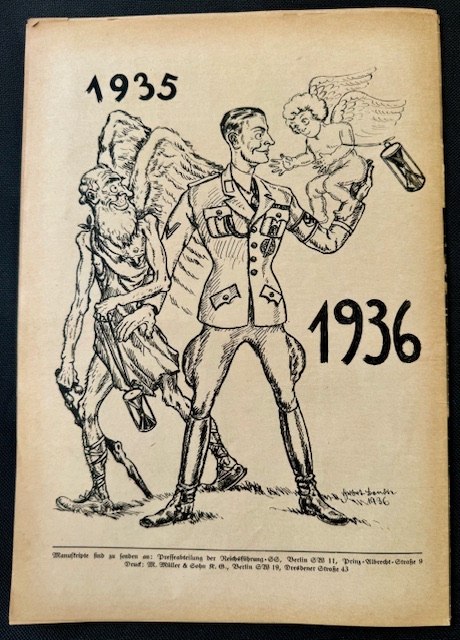 1935
1936
1936
Manuskripte sind zu senden an: Presseabteilung der Reichsführung-SS, Berlin SW 11, Prinz-Albrecht-Straße 9
Druck: M. Müller & Sohn K. G., Berlin SW 19, Dresdener Straße 43